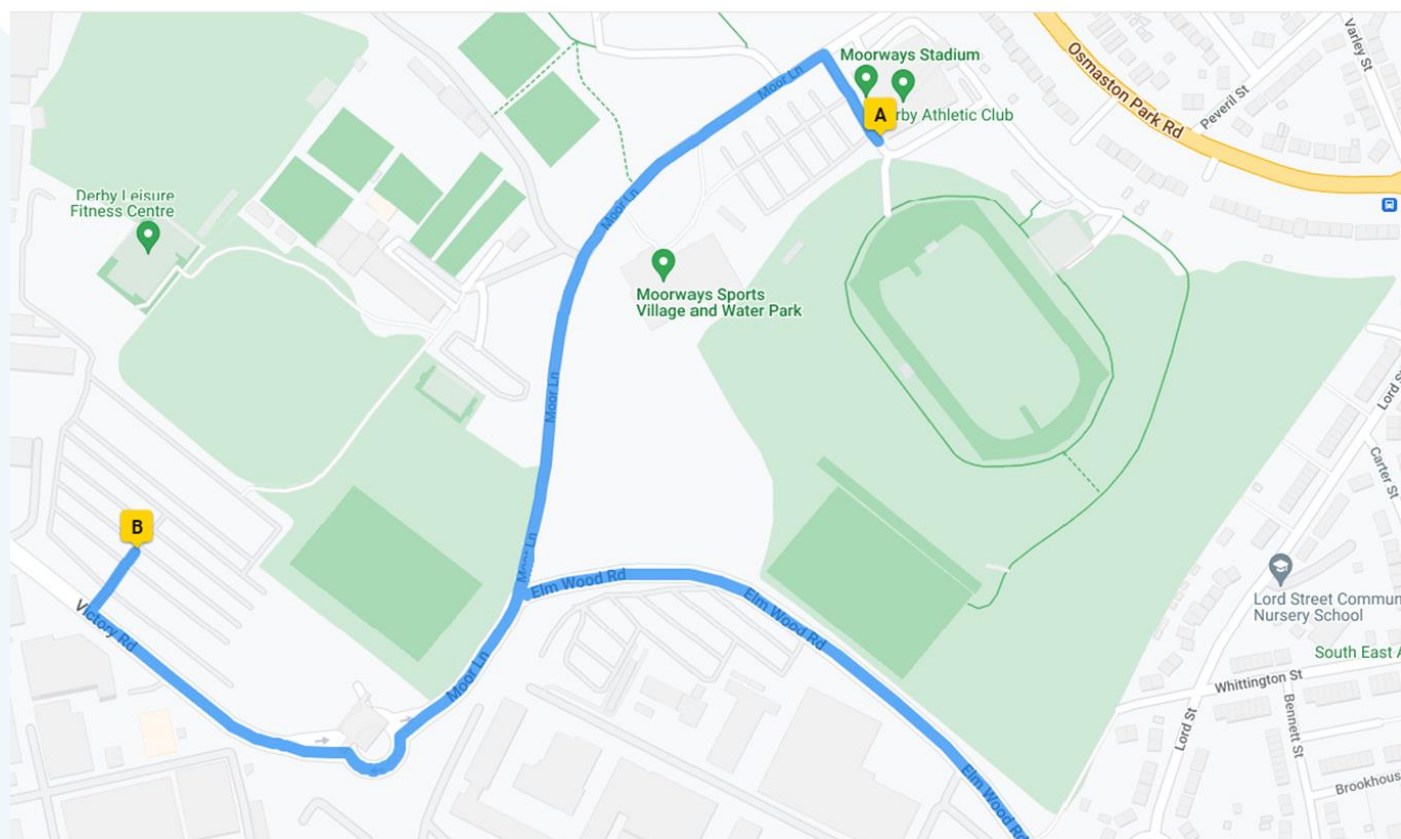 Moor Ln
Moorways Stadium
A
rby Athletic Club
Osmaston Park Rd
Peveril St
Varley St
Derby Leisure
Fitness Centre
Moor Ln
Moorways Sports
Village and Water Park
Moor Ln
Lord S
Carter St
B
Moor Ln
Elm Wood Rd
Elm Wood Rd
Victory Rd
Moor Ln
Lord Street Commun
Nursery School
South East A
Whittington St
Bennett St
Lord St
Elm Wood Rd
Brookhous